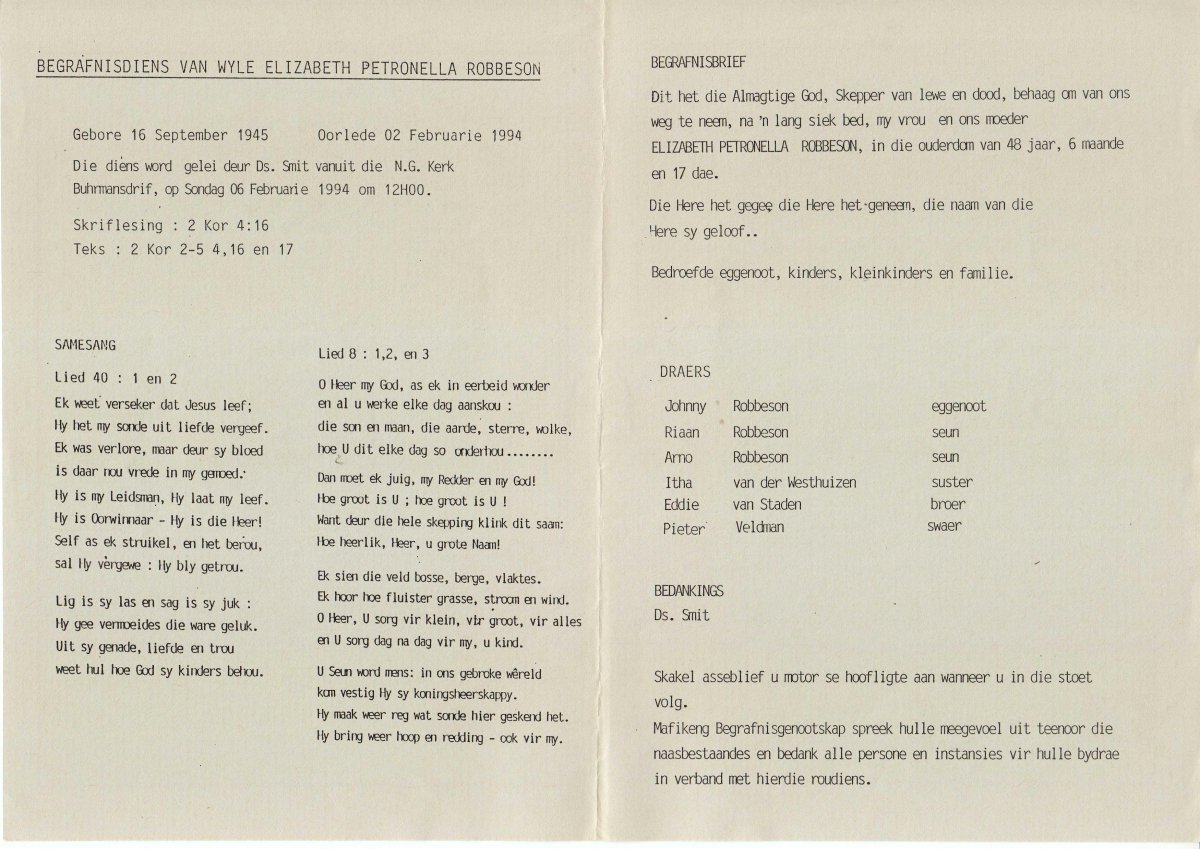 BEGRAFNISDIENS VAN WYLE ELIZABETH PETRONELLA ROBBESON
Gebore 16 September 1945 Oorlede 02 Februarie 1994
Die diens word gelei deur Ds. Smit vanuit die N.G. Kerk
Buhrmansdrif, op Sondag 06 Februarie 1994 om 12H00.
Skriflesing : 2 Kor 4:16
Teks : 2 Kor 2-5 4,16 en 17
SAMESANG
Lied 40 : 1 en 2
Ek weet verseker dat Jesus leef;
Hy het my sonde uit liefde vergeef.
Ek was verlore, maar deur sy bloed
is daar nou vrede in my gemoed.
Hy is my Leidsman, Hy laat my leef.
Hy is Oorwinnaar - Hy is die Heer!
Self as ek struikel, en het berou,
sal Hy vergewe : Hy bly getrou.
Lig is sy las en sag is sy juk :
Hy gee vermoeides die ware geluk.
Uit sy genade, liefde en trou
weet hul hoe God sy kinders behou.
Lied 8 : 1,2, en 3
O Heer my God, as ek in eerbeid wonder
en al u werke elke dag aanskou :
die son en maan, die aarde, sterre, wolke,
hoe U dit elke dag so onderhou........
Dan moet ek juig, my Redder en my God!
Hoe groot is U ; hoe groot is U !
Want deur die hele skepping klink dit saam:
Hoe heerlik, Heer, u grote Naam!
Ek sien die veld bosse, berge, vlaktes.
Ek hoor hoe fluister grasse, stroom en wind.
O Heer, U sorg vir klein, vir groot, vir alles
en U sorg dag na dag vir my, u kind.
U Seun word mens: in ons gebroke wêreld
kom vestig Hy sy koningsheerskappy.
Hy maak weer reg wat sonde hier geskend het.
Hy bring weer hoop en redding - ook vir my.
BEGRAFNISBRIEF
Dit het die Almagtige God, Skepper van lewe en dood, behaag om van ons
weg te neem, na 'n lang siek bed, my vrou en ons moeder
ELIZABETH PETRONELLA ROBBESON, in die ouderdom van 48 jaar, 6 maande
en 17 dae.
Die Here het gegee die Here het geneem, die naam van die
Here sy geloof..
Bedroefde eggenoot, kinders, kleinkinders en familie.
DRAERS
Johnny Robbeson eggenoot
Riaan Robbeson seun
Arno Robbeson seun
Itha van der Westhuizen suster
Eddie van Staden broer
Pieter Veldman swaer
BEDANKINGS
Ds. Smit
Skakel asseblief u motor se hoofligte aan wanneer u in die stoet
volg.
Mafikeng Begrafnisgenootskap spreek hulle meegevoel uit teenoor die
naasbestaandes en bedank alle persone en instansies vir hulle bydrae
in verband met hierdie roudiens.